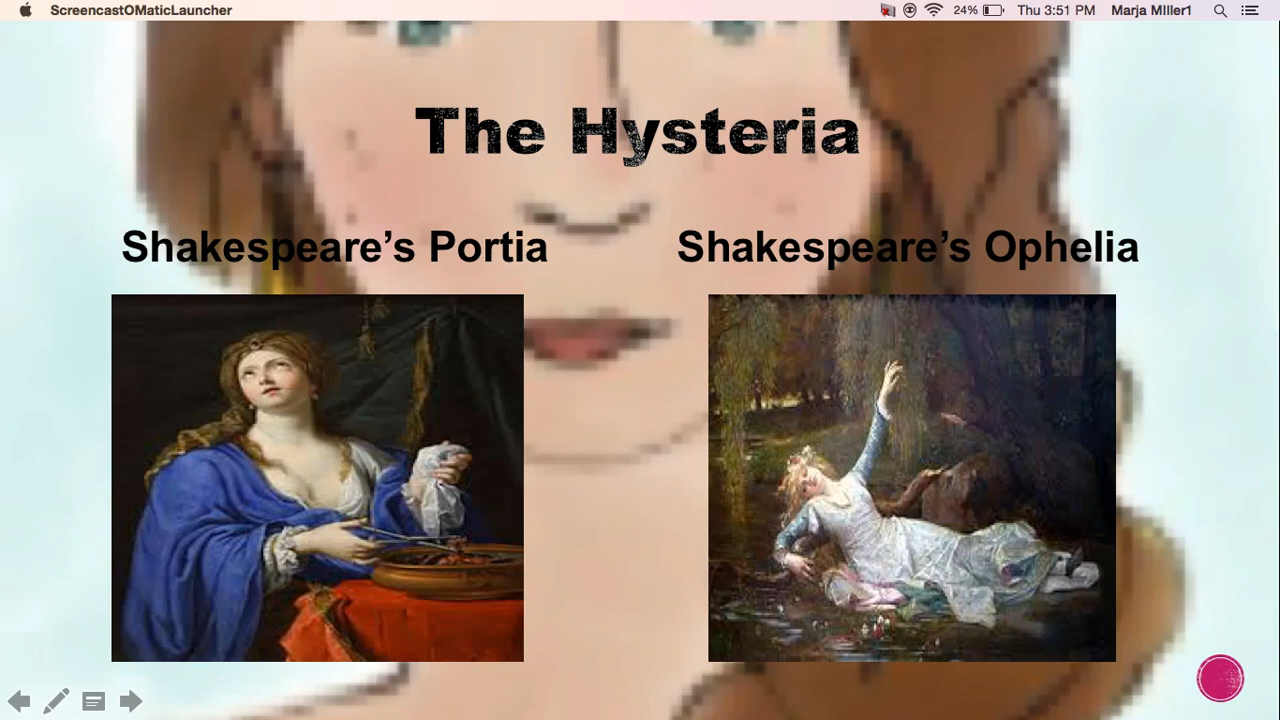 ScreencastOMaticLauncher 24% Thu 3:51 PM Marja MIller1
The Hysteria
Shakespeare’s Portia Shakespeare’s Ophelia